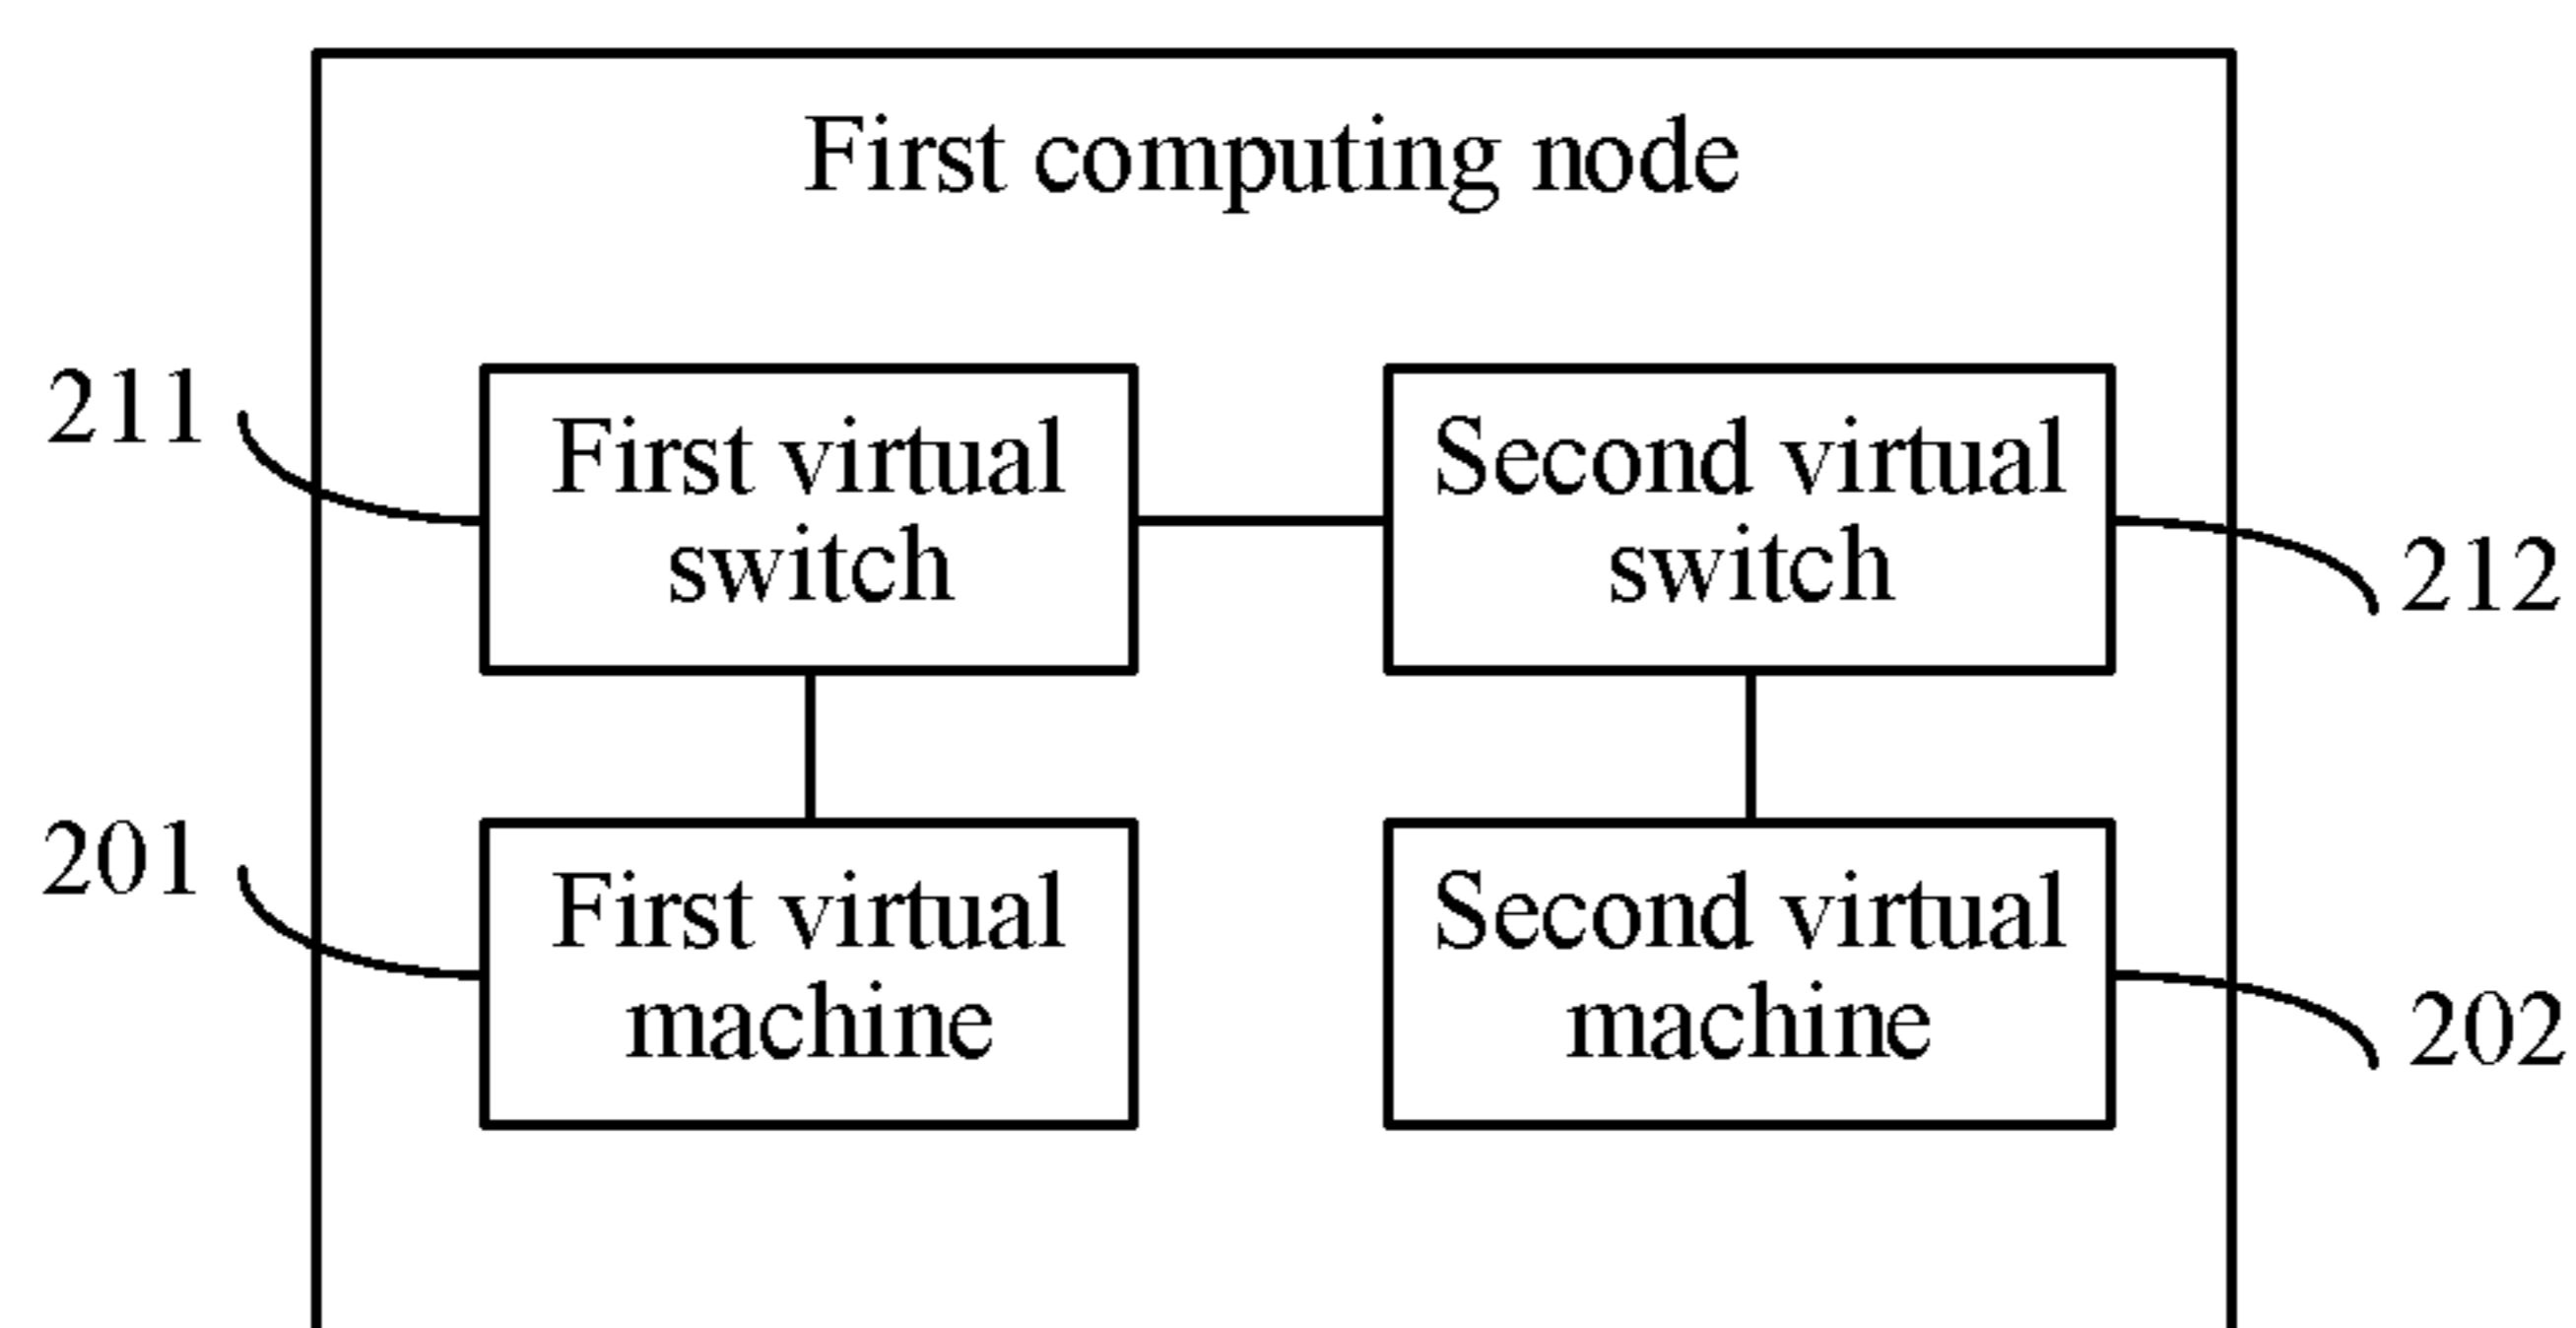 First computing node
211
First virtual
switch
Second virtual
switch
212
201
First virtual
machine
Second virtual
machine
202